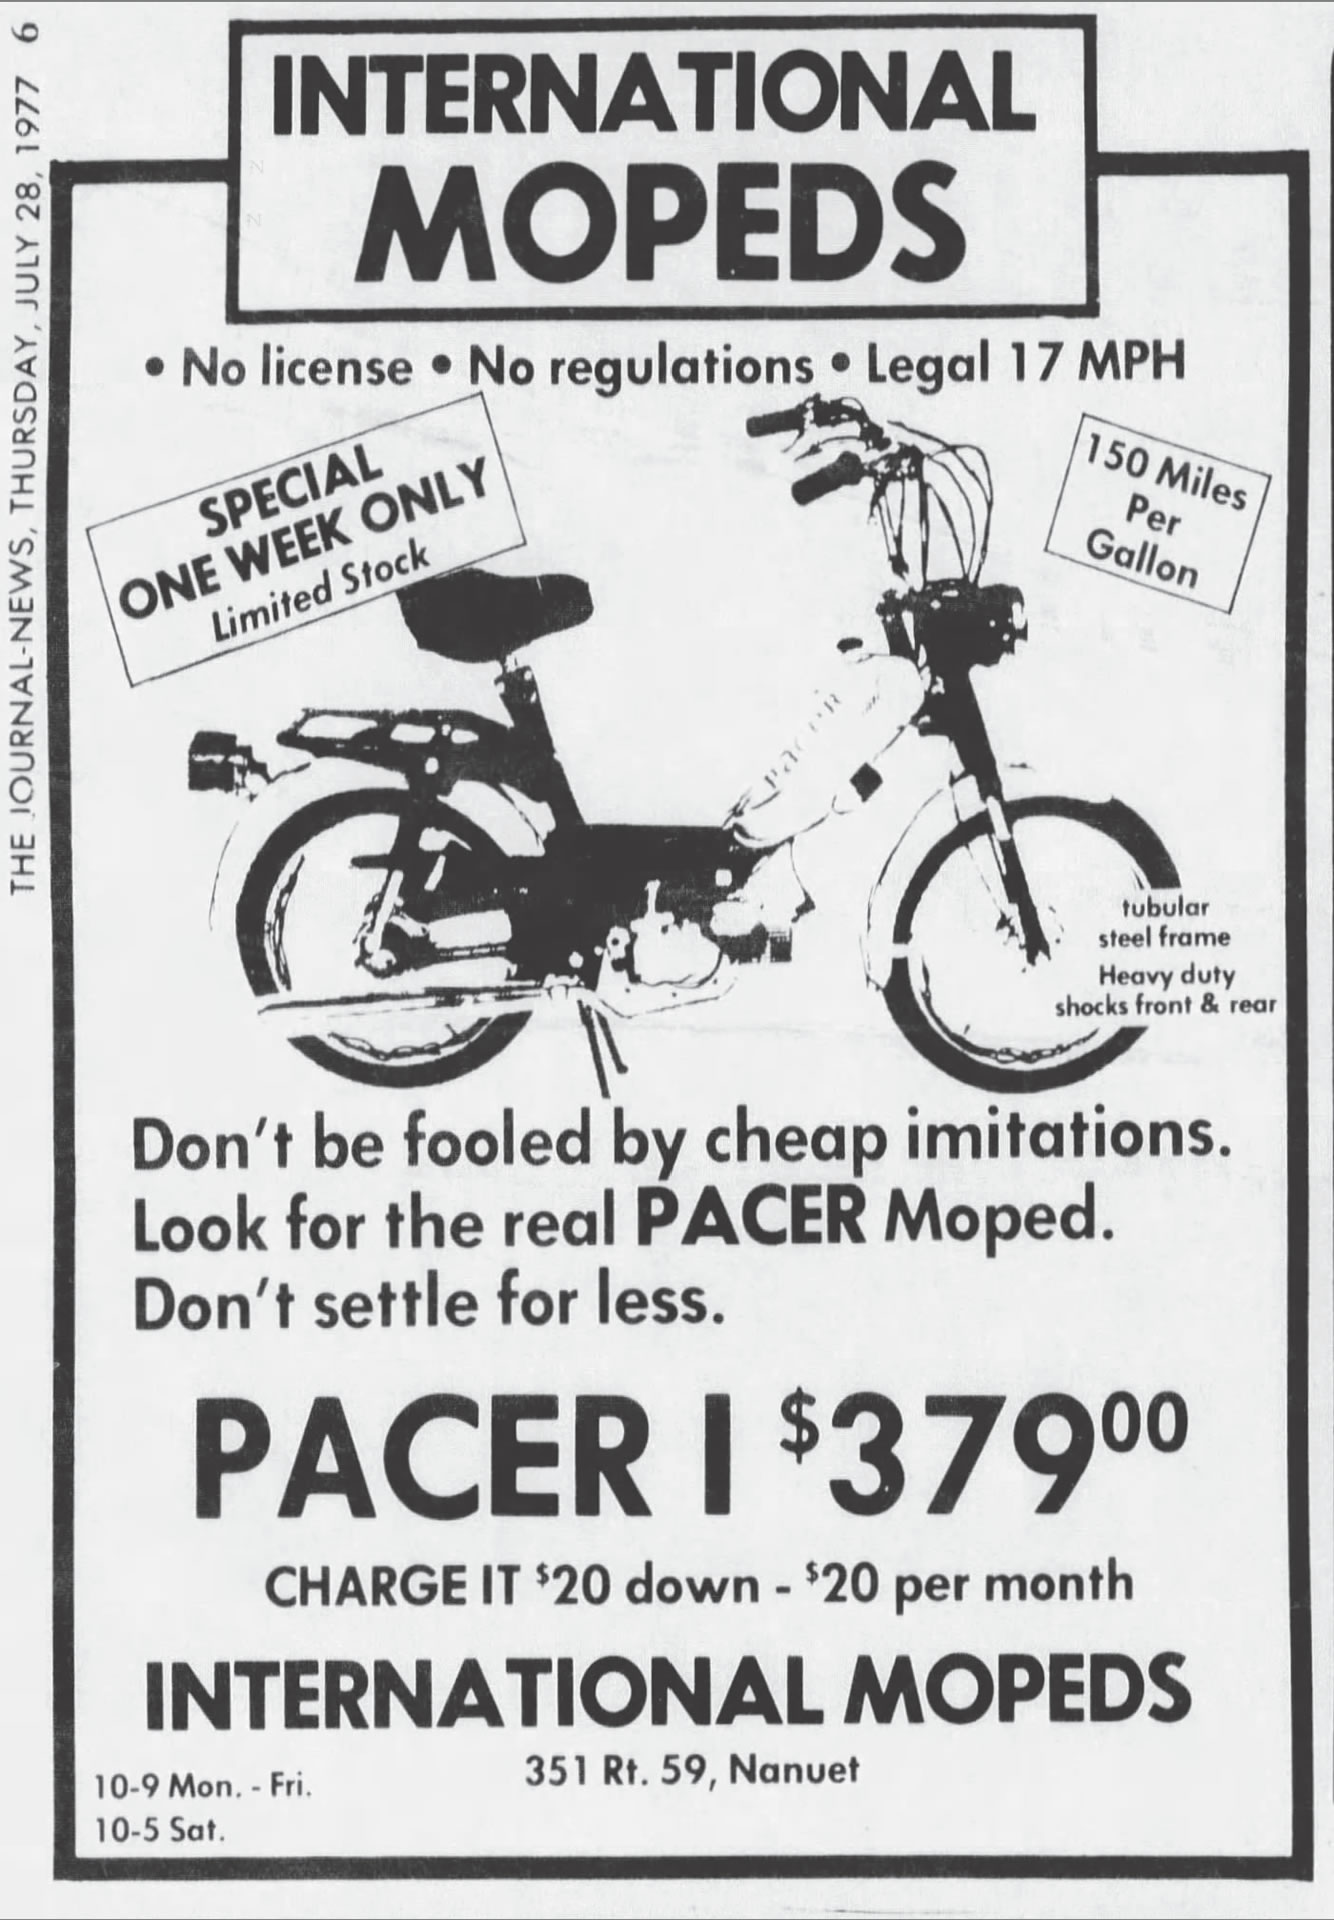 THE JOURNAL-NEWS, THURSDAY, JULY 28, 1977 6
INTERNATIONAL
MOPEDS
• No license • No regulations • Legal 17 MPH
SPECIAL
ONE WEEK ONLY
Limited Stock
150 Miles
Per
Gallon
PACER
tubular
steel frame
Heavy duty
shocks front & rear
Don't be fooled by cheap imitations.
Look for the real PACER Moped.
Don't settle for less.
PACER I $379⁰⁰
CHARGE IT $20 down - $20 per month
INTERNATIONAL MOPEDS
351 Rt. 59, Nanuet
10-9 Mon. - Fri.
10-5 Sat.